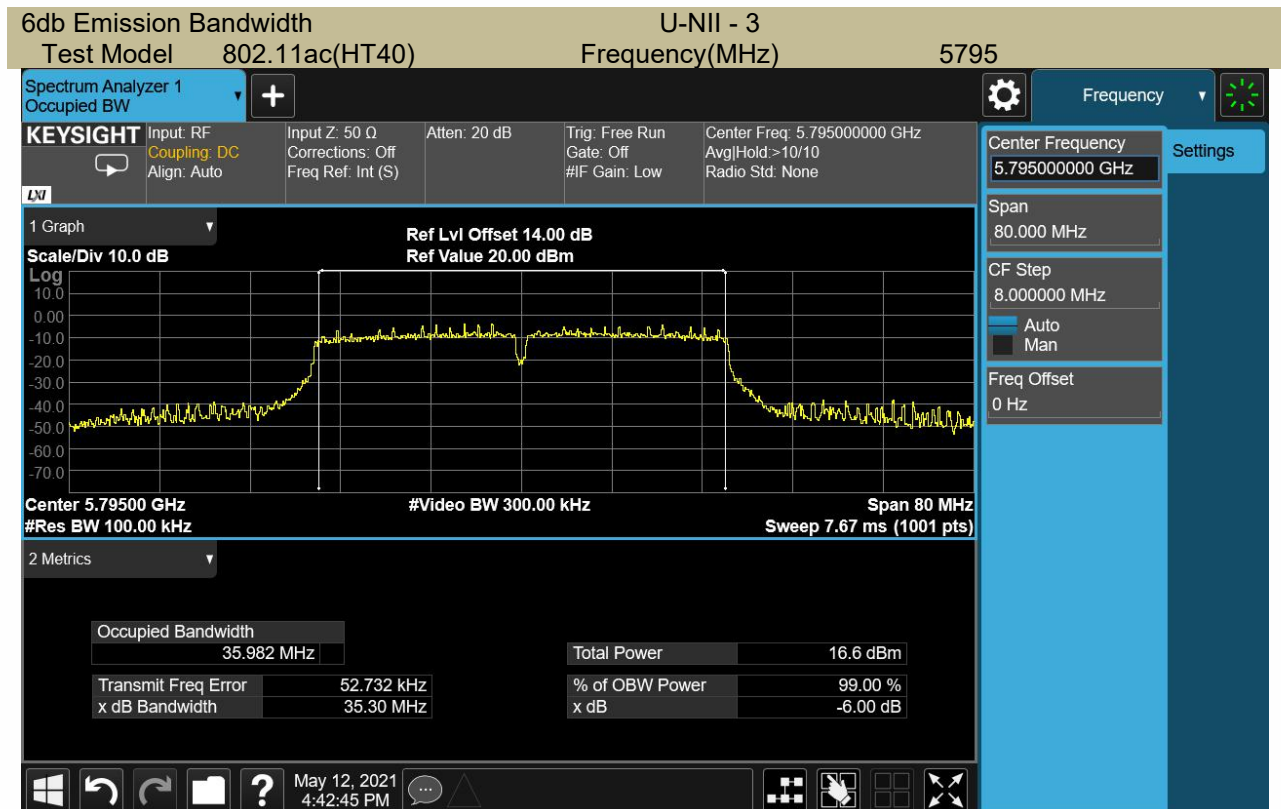 6db Emission Bandwidth U-NII - 3
Test Model 802.11ac(HT40) Frequency(MHz) 5795
Spectrum Analyzer 1
Occupied BW
+
Frequency
KEYSIGHT Input: RF Input Z: 50 Ω Atten: 20 dB Trig: Free Run Center Freq: 5.795000000 GHz
Coupling: DC Corrections: Off Gate: Off Avg|Hold:>10/10
Align: Auto Freq Ref: Int (S) #IF Gain: Low Radio Std: None
LXI
Center Frequency
5.795000000 GHz
Settings
Span
80.000 MHz
CF Step
8.000000 MHz
Auto
Man
Freq Offset
0 Hz
1 Graph
Ref Lvl Offset 14.00 dB
Scale/Div 10.0 dB Ref Value 20.00 dBm
Log
10.0
0.00
-10.0
-20.0
-30.0
-40.0
-50.0
-60.0
-70.0
Center 5.79500 GHz #Video BW 300.00 kHz Span 80 MHz
#Res BW 100.00 kHz Sweep 7.67 ms (1001 pts)
2 Metrics
Occupied Bandwidth
35.982 MHz Total Power 16.6 dBm
Transmit Freq Error 52.732 kHz % of OBW Power 99.00 %
x dB Bandwidth 35.30 MHz x dB -6.00 dB
?
May 12, 2021
4:42:45 PM